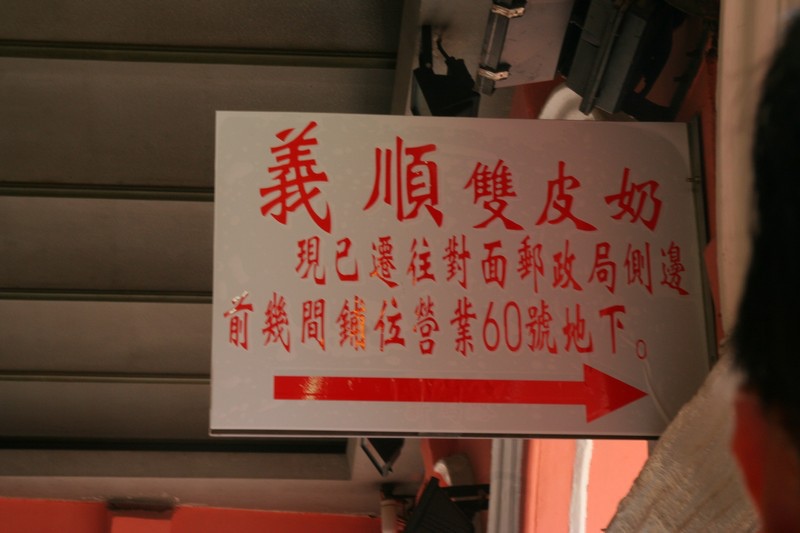 義順雙皮奶
現已遷往對面郵政局側邊
前幾間鋪位營業60號地下。